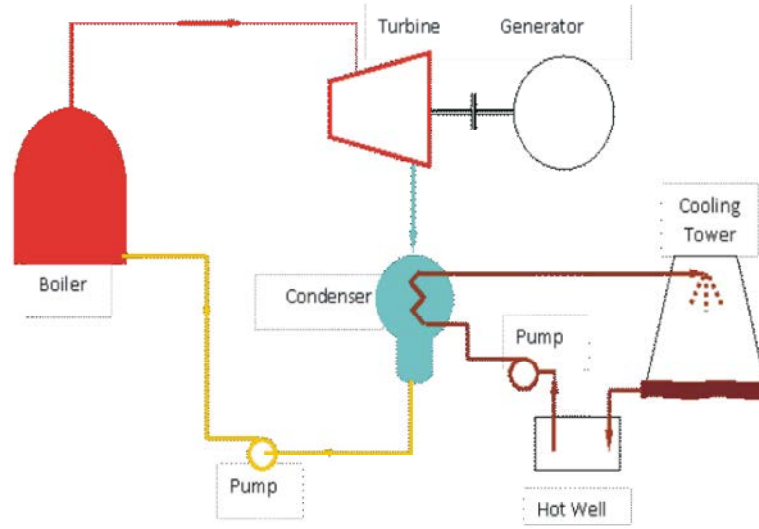 Turbine
Generator
Cooling
Tower
Boiler
Condenser
Pump
Pump
Hot Well